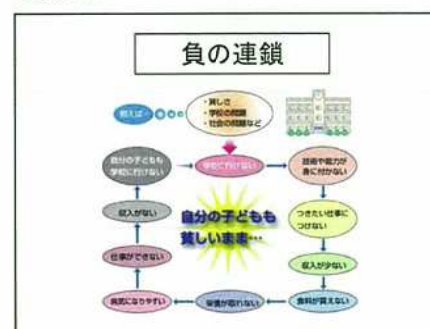 負の連鎖
例えば…
・貧しさ
・学校の問題
・社会の問題など
学校に行けない
技術や能力が
身に付かない
つきたい仕事に
つけない
収入が少ない
食料が買えない
栄養が取れない
病気になりやすい
仕事ができない
収入がない
自分の子どもも
学校に行けない
自分の子どもも
貧しいまま…